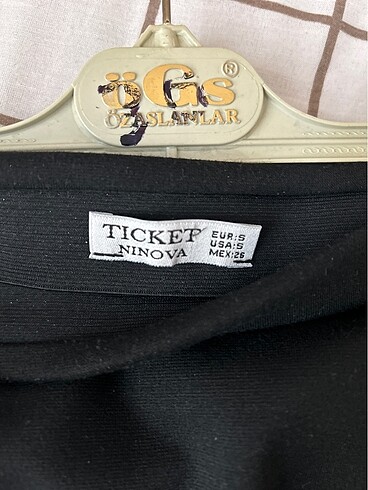 öGs ®
ÖZASLANLAR
TICKET
NINOVA
EUR:S
USA:S
MEX:26